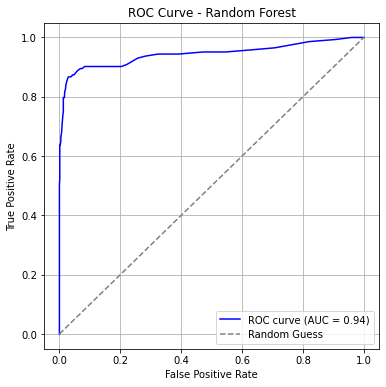 ROC Curve - Random Forest
True Positive Rate
1.0
0.8
0.6
0.4
0.2
0.0
0.0 0.2 0.4 0.6 0.8 1.0
False Positive Rate
ROC curve (AUC = 0.94)
Random Guess